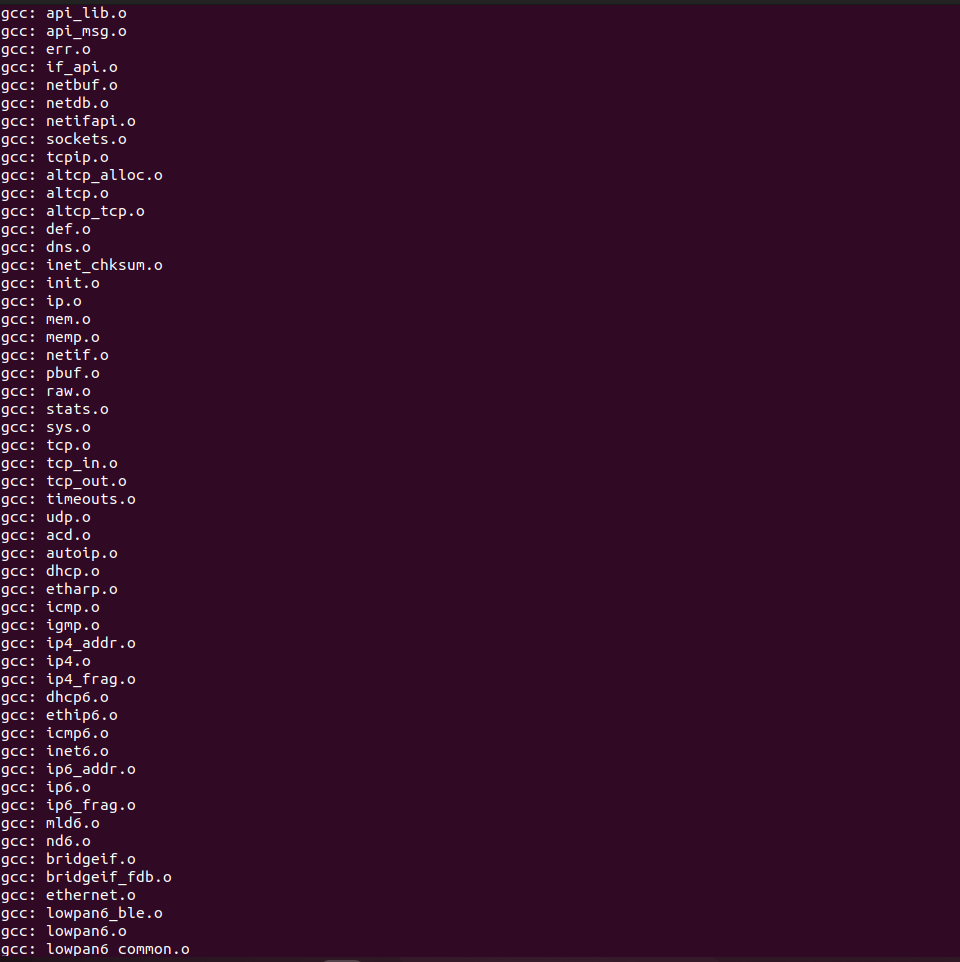 gcc: api_lib.o
gcc: api_msg.o
gcc: err.o
gcc: if_api.o
gcc: netbuf.o
gcc: netdb.o
gcc: netifapi.o
gcc: sockets.o
gcc: tcpip.o
gcc: altcp_alloc.o
gcc: altcp.o
gcc: altcp_tcp.o
gcc: def.o
gcc: dns.o
gcc: inet_chksum.o
gcc: init.o
gcc: ip.o
gcc: mem.o
gcc: memp.o
gcc: netif.o
gcc: pbuf.o
gcc: raw.o
gcc: stats.o
gcc: sys.o
gcc: tcp.o
gcc: tcp_in.o
gcc: tcp_out.o
gcc: timeouts.o
gcc: udp.o
gcc: acd.o
gcc: autoip.o
gcc: dhcp.o
gcc: etharp.o
gcc: icmp.o
gcc: igmp.o
gcc: ip4_addr.o
gcc: ip4.o
gcc: ip4_frag.o
gcc: dhcp6.o
gcc: ethip6.o
gcc: icmp6.o
gcc: inet6.o
gcc: ip6_addr.o
gcc: ip6.o
gcc: ip6_frag.o
gcc: mld6.o
gcc: nd6.o
gcc: bridgeif.o
gcc: bridgeif_fdb.o
gcc: ethernet.o
gcc: lowpan6_ble.o
gcc: lowpan6.o
gcc: lowpan6 common.o